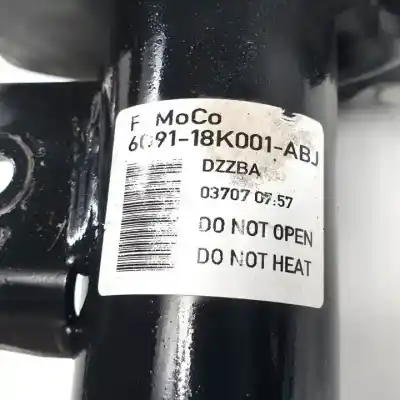 F MoCo
6G91-18K001-ABJ
DZZBA
03707 07:57
DO NOT OPEN
DO NOT HEAT